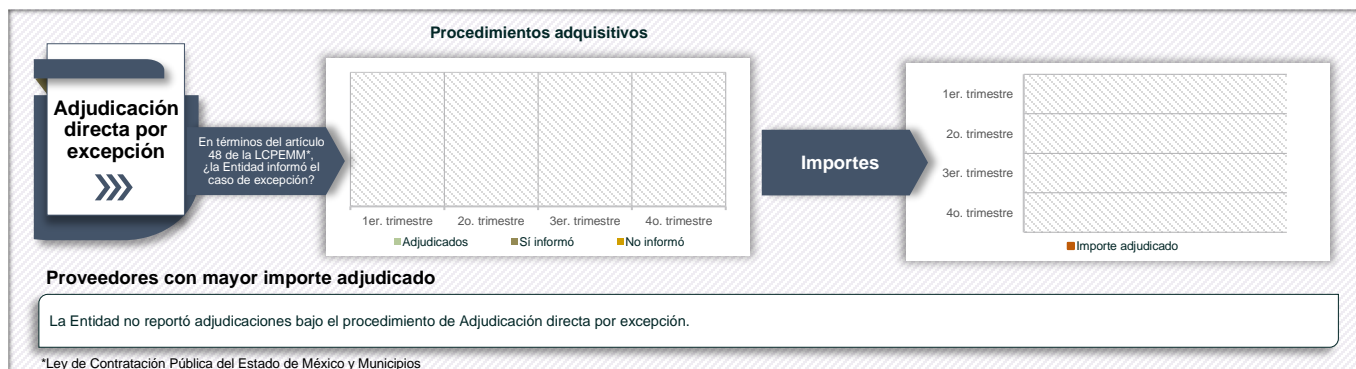 Procedimientos adquisitivos
Adjudicación
directa por
excepción
En términos del artículo
48 de la LCPEMM*,
¿la Entidad informó el
caso de excepción?
1er. trimestre 2o. trimestre 3er. trimestre 4o. trimestre
Adjudicados Sí informó No informó
Importes
1er. trimestre
2o. trimestre
3er. trimestre
4o. trimestre
Importe adjudicado
Proveedores con mayor importe adjudicado
La Entidad no reportó adjudicaciones bajo el procedimiento de Adjudicación directa por excepción.
*Ley de Contratación Pública del Estado de México y Municipios